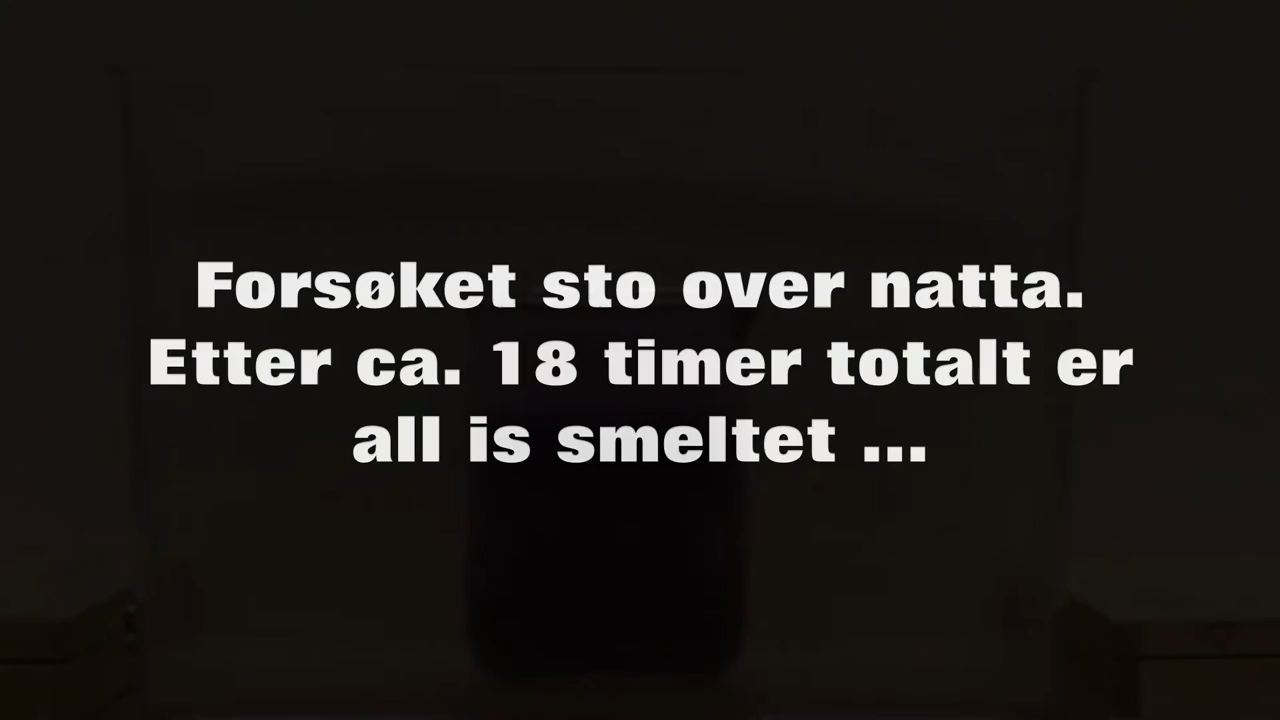 Forsøket sto over natta.
Etter ca. 18 timer totalt er
all is smeltet ...